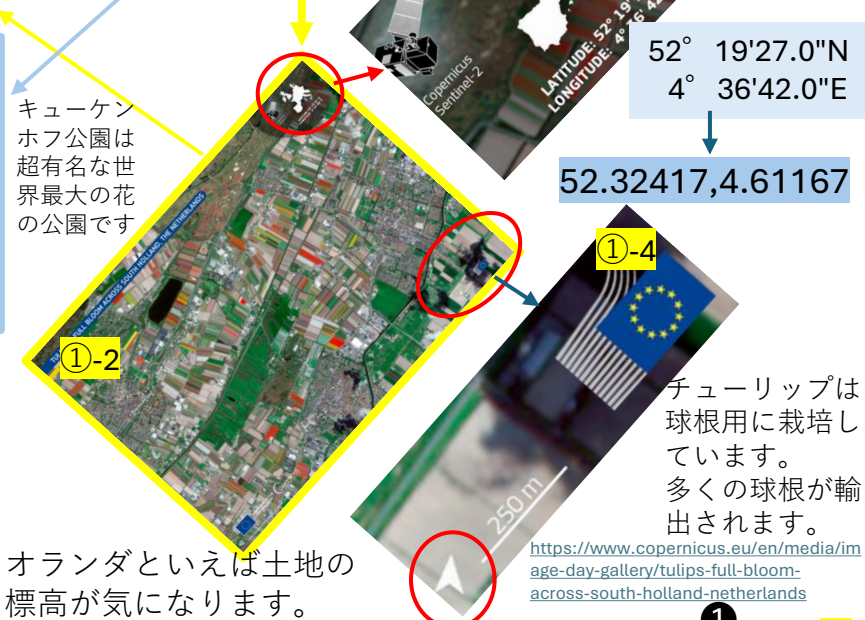 Copernicus
Sentinel-2
LATITUDE: 52° 19'
LONGITUDE: 4° 36' 42
52° 19'27.0"N
4° 36'42.0"E
52.32417,4.61167
キューケン
ホフ公園は
超有名な世
界最大の花
の公園です
FULL BLOOM ACROSS SOUTH HOLLAND, THE NETHERLANDS
①-2
①-4
250 m
チューリップは
球根用に栽培し
ています。
多くの球根が輸
出されます。
https://www.copernicus.eu/en/media/im
age-day-gallery/tulips-full-bloom-
across-south-holland-netherlands
オランダといえば土地の
標高が気になります。
❶